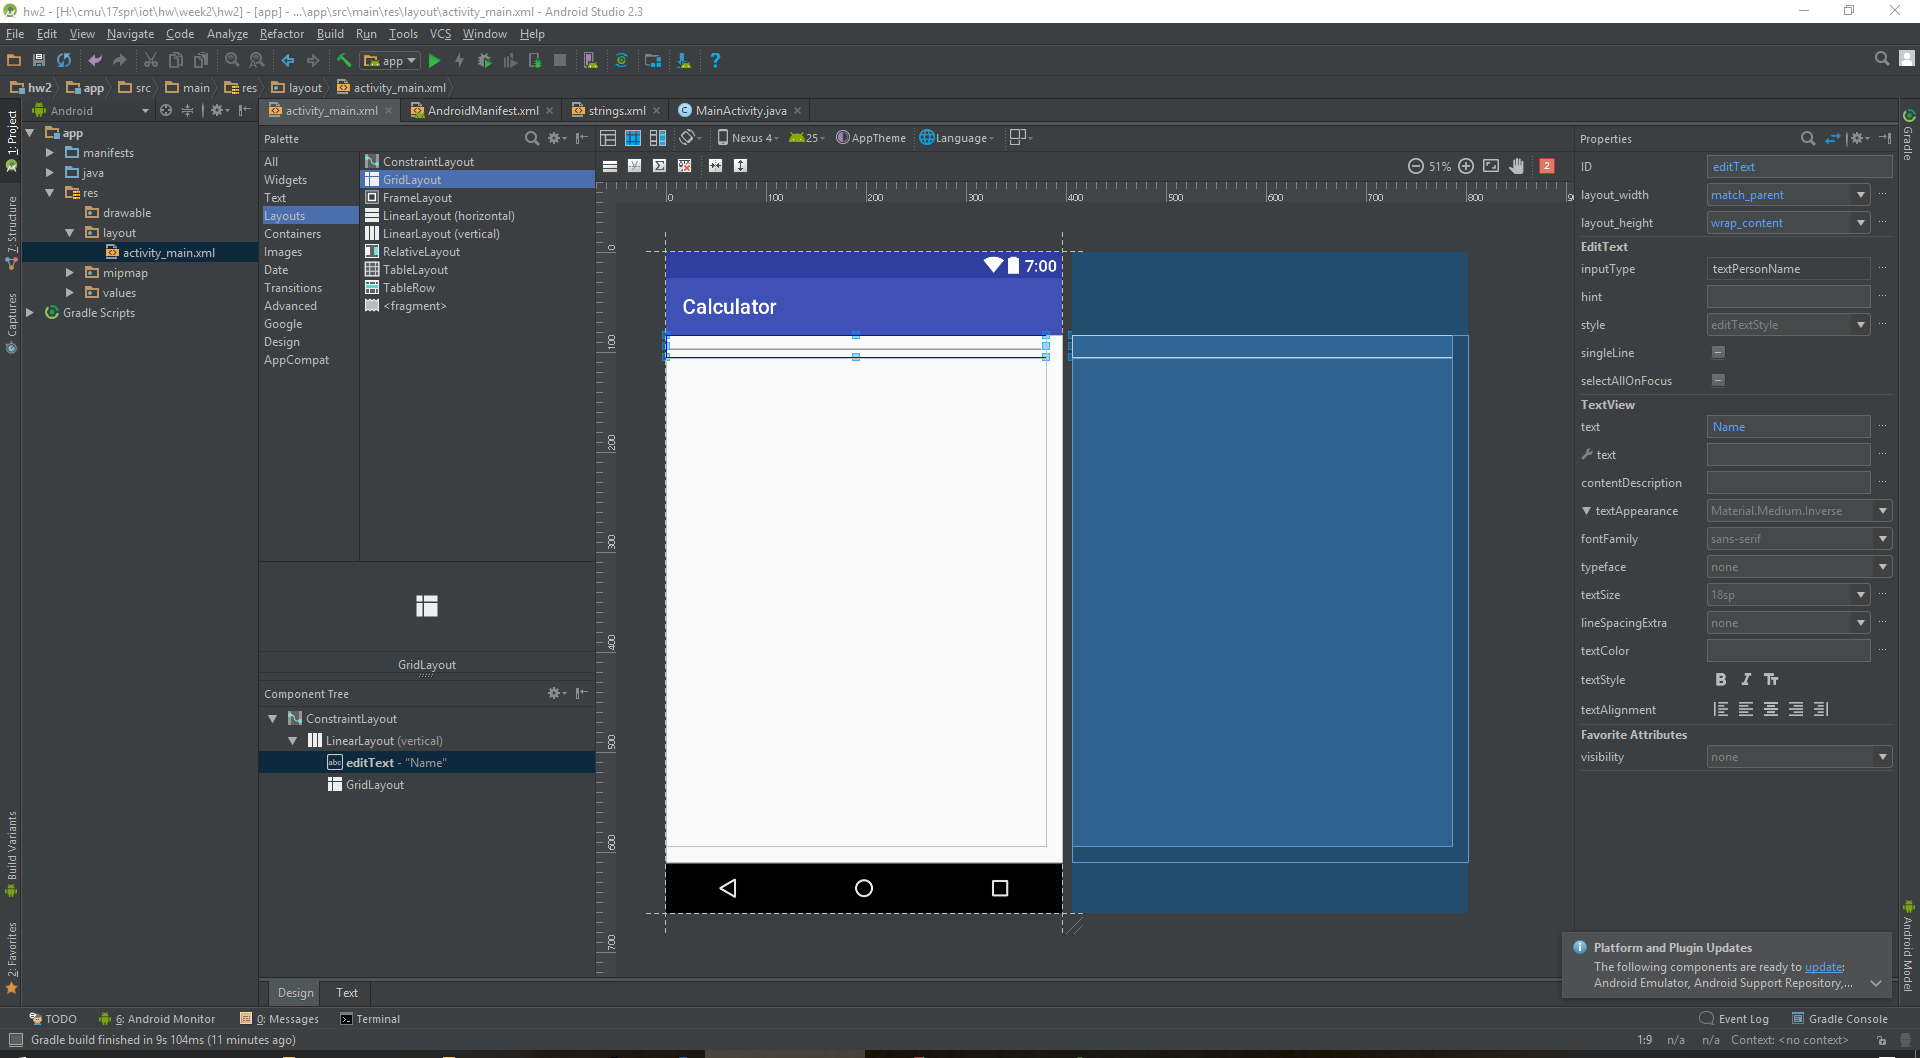 hw2 - [H:\cmu\17spr\iot\hw\week2\hw2] - [app] - ...\app\src\main\res\layout\activity_main.xml - Android Studio 2.3
File Edit View Navigate Code Analyze Refactor Build Run Tools VCS Window Help
app
hw2 app src main res layout activity_main.xml
Android
activity_main.xml AndroidManifest.xml strings.xml MainActivity.java
1: Project
7: Structure
Captures
Build Variants
2: Favorites
app
manifests
java
res
drawable
layout
activity_main.xml
mipmap
values
Gradle Scripts
Palette
All
Widgets
Text
Layouts
Containers
Images
Date
Transitions
Advanced
Google
Design
AppCompat
ConstraintLayout
GridLayout
FrameLayout
LinearLayout (horizontal)
LinearLayout (vertical)
RelativeLayout
TableLayout
TableRow
<fragment>
GridLayout
Component Tree
ConstraintLayout
LinearLayout (vertical)
editText - "Name"
GridLayout
Nexus 4 25 AppTheme Language
51% 2
0 100 200 300 400 500 600 700 800
0
100
200
300
400
500
600
700
7:00
Calculator
Design Text
Properties
ID editText
layout_width match_parent
layout_height wrap_content
EditText
inputType textPersonName
hint
style editTextStyle
singleLine
selectAllOnFocus
TextView
text Name
text
contentDescription
textAppearance Material.Medium.Inverse
fontFamily sans-serif
typeface none
textSize 18sp
lineSpacingExtra none
textColor
textStyle B I Tт
textAlignment
Favorite Attributes
visibility none
Gradle
Android Model
Platform and Plugin Updates
The following components are ready to update:
Android Emulator, Android Support Repository,...
TODO 6: Android Monitor 0: Messages Terminal Event Log Gradle Console
Gradle build finished in 9s 104ms (11 minutes ago) 1:9 n/a n/a Context: <no context>